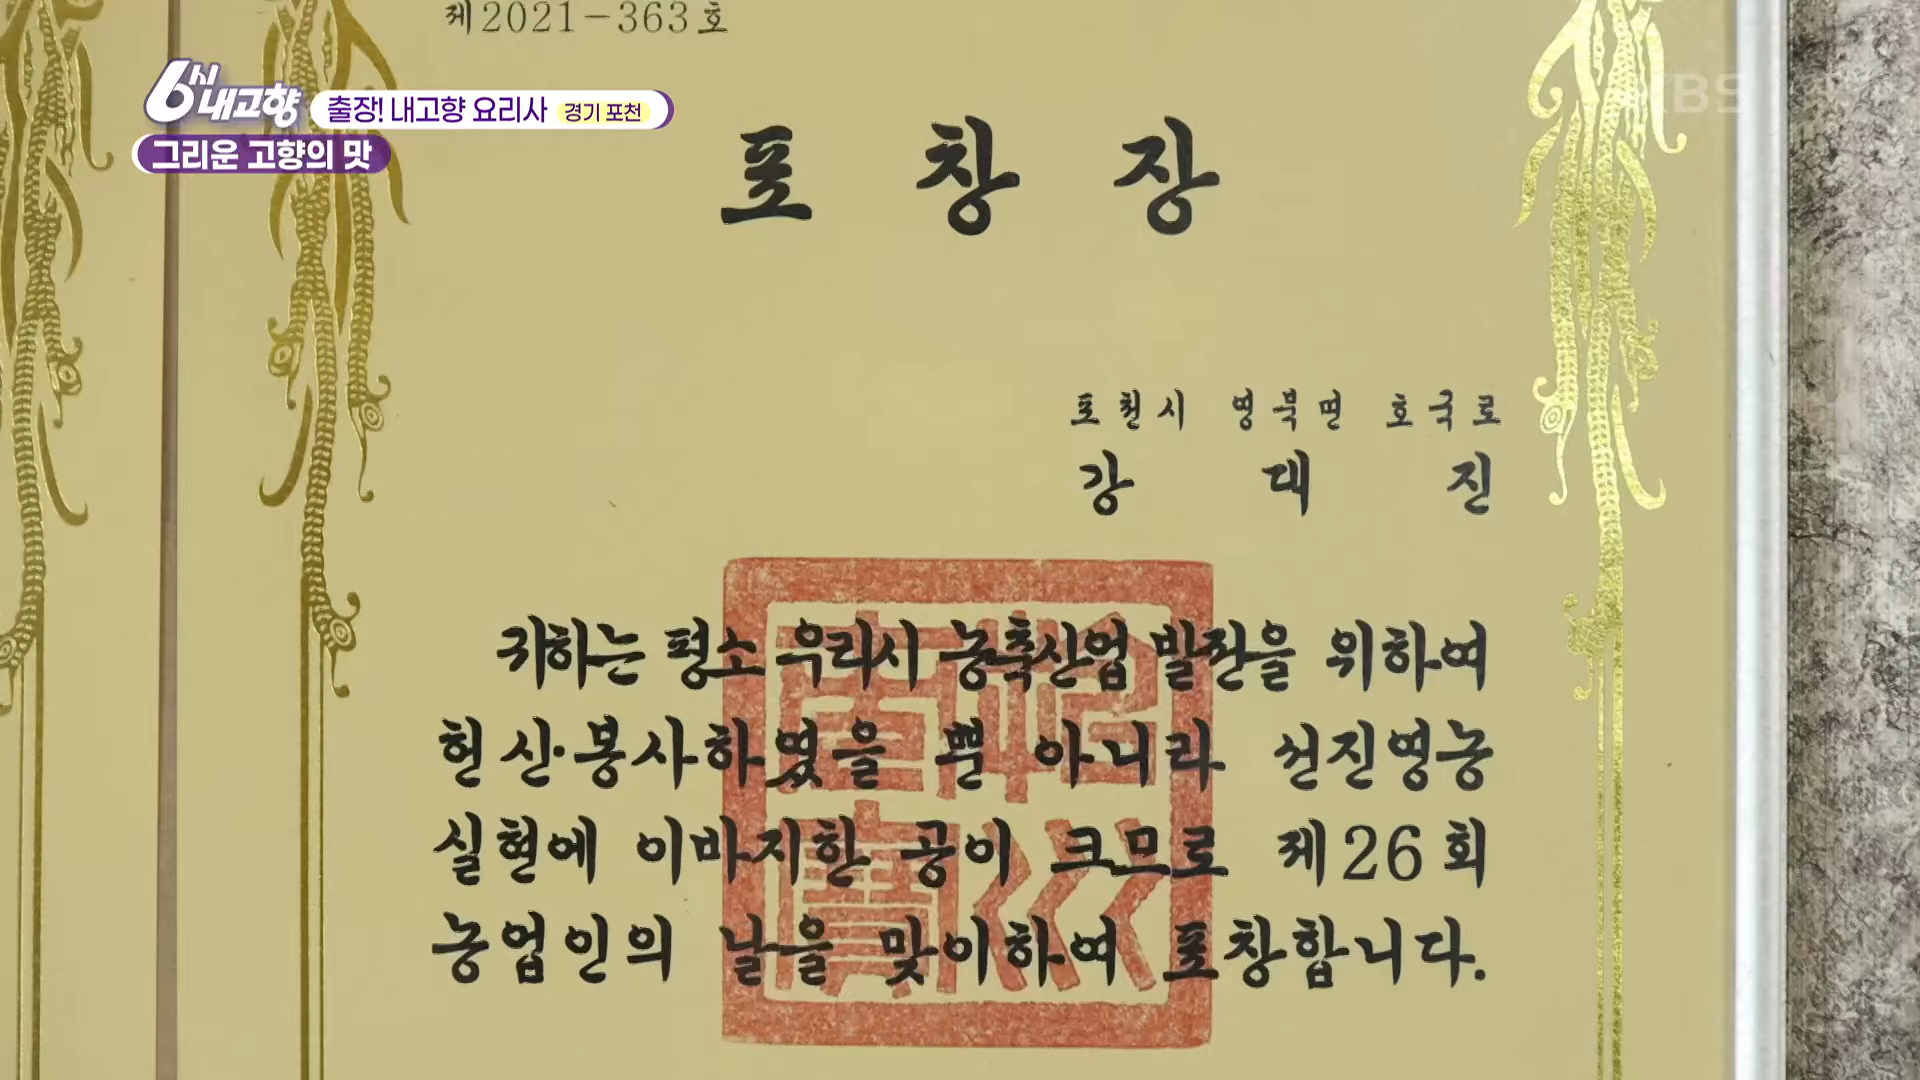 제2021-363호
6시 내고향
출장! 내고향 요리사 경기 포천
그리운 고향의 맛
KBS
표 창 장
포천시 영북면 호국로
강 대 진
귀하는 평소 우리시 농축산업 발전을 위하여
헌신·봉사하였을 뿐 아니라 선진영농
실현에 이바지한 공이 크므로 제26회
농업인의 날을 맞이하여 표창합니다.